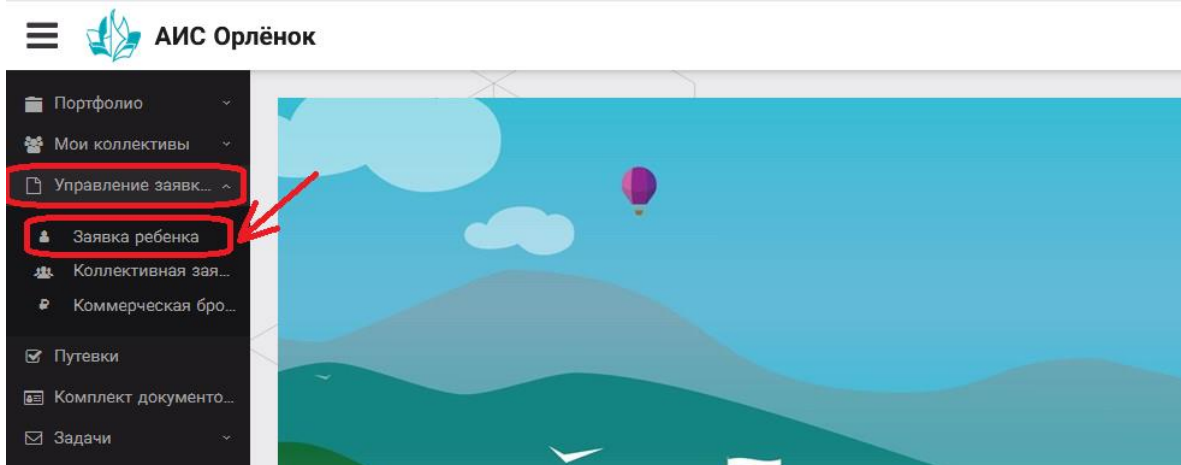 АИС Орлёнок
Портфолио
Мои коллективы
Управление заявк...
Заявка ребенка
Коллективная зая...
Коммерческая бро...
Путевки
Комплект документо...
Задачи